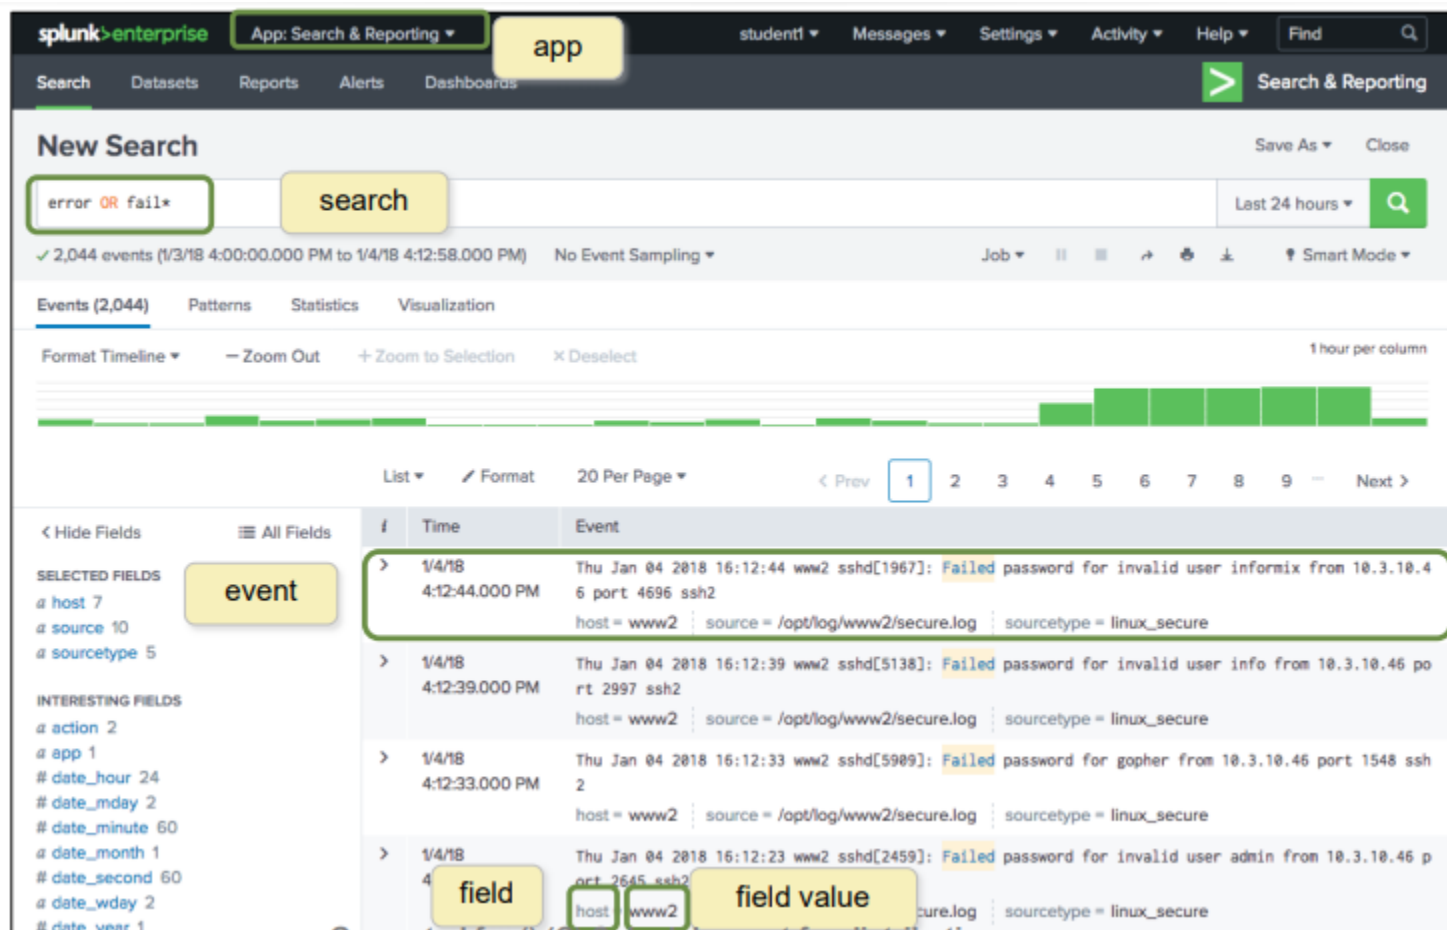 splunk>enterprise App: Search & Reporting app student1 Messages Settings Activity Help Find
Search Datasets Reports Alerts Dashboards Search & Reporting
New Search Save As Close
error OR fail* search Last 24 hours
2,044 events (1/3/18 4:00:00.000 PM to 1/4/18 4:12:58.000 PM) No Event Sampling Job Smart Mode
Events (2,044) Patterns Statistics Visualization
Format Timeline — Zoom Out + Zoom to Selection × Deselect 1 hour per column
List Format 20 Per Page < Prev 1 2 3 4 5 6 7 8 9 ... Next >
< Hide Fields All Fields i Time Event
SELECTED FIELDS
a host 7
a source 10
a sourcetype 5
event
INTERESTING FIELDS
a action 2
a app 1
# date_hour 24
# date_mday 2
# date_minute 60
a date_month 1
# date_second 60
a date_wday 2
# date_year 1
> 1/4/18 Thu Jan 04 2018 16:12:44 www2 sshd[1967]: Failed password for invalid user informix from 10.3.10.4
4:12:44.000 PM 6 port 4696 ssh2
host = www2 source = /opt/log/www2/secure.log sourcetype = linux_secure
> 1/4/18 Thu Jan 04 2018 16:12:39 www2 sshd[5138]: Failed password for invalid user info from 10.3.10.46 po
4:12:39.000 PM rt 2997 ssh2
host = www2 source = /opt/log/www2/secure.log sourcetype = linux_secure
> 1/4/18 Thu Jan 04 2018 16:12:33 www2 sshd[5909]: Failed password for gopher from 10.3.10.46 port 1548 ssh
4:12:33.000 PM 2
host = www2 source = /opt/log/www2/secure.log sourcetype = linux_secure
> 1/4/18 Thu Jan 04 2018 16:12:23 www2 sshd[2459]: Failed password for invalid user admin from 10.3.10.46 p
4 field ort 2645 ssh2 field value
host = www2 cure.log sourcetype = linux_secure